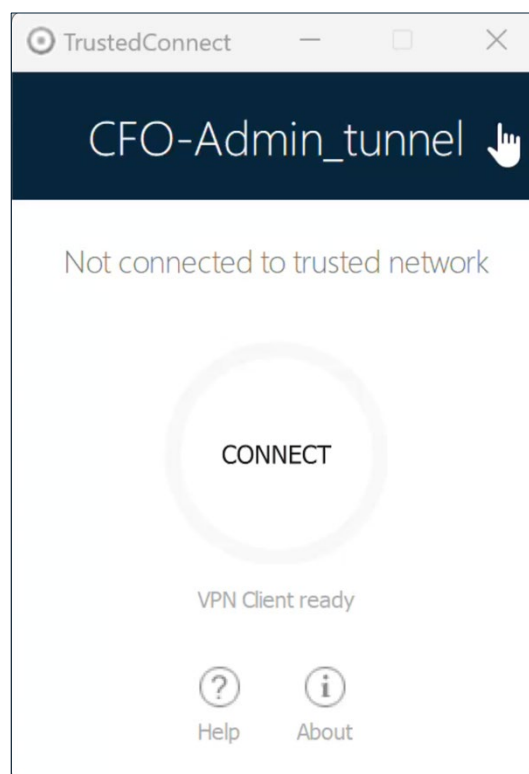 TrustedConnect
CFO-Admin_tunnel
Not connected to trusted network
CONNECT
VPN Client ready
Help About